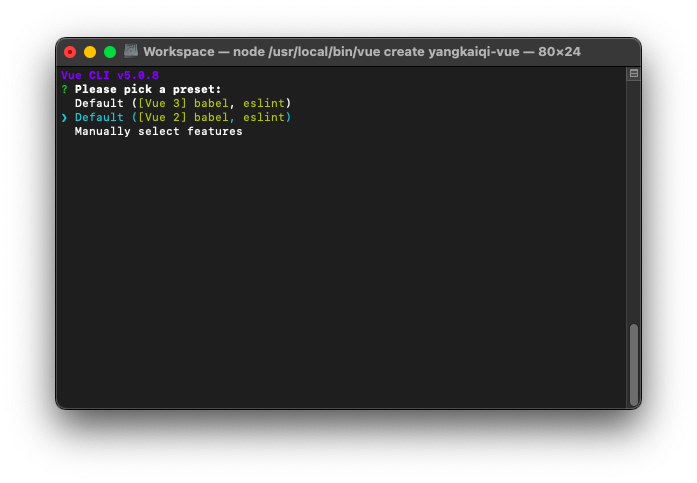 Workspace — node /usr/local/bin/vue create yangkaiqi-vue — 80×24
Vue CLI v5.0.8
? Please pick a preset:
  Default ([Vue 3] babel, eslint)
❯ Default ([Vue 2] babel, eslint)
  Manually select features